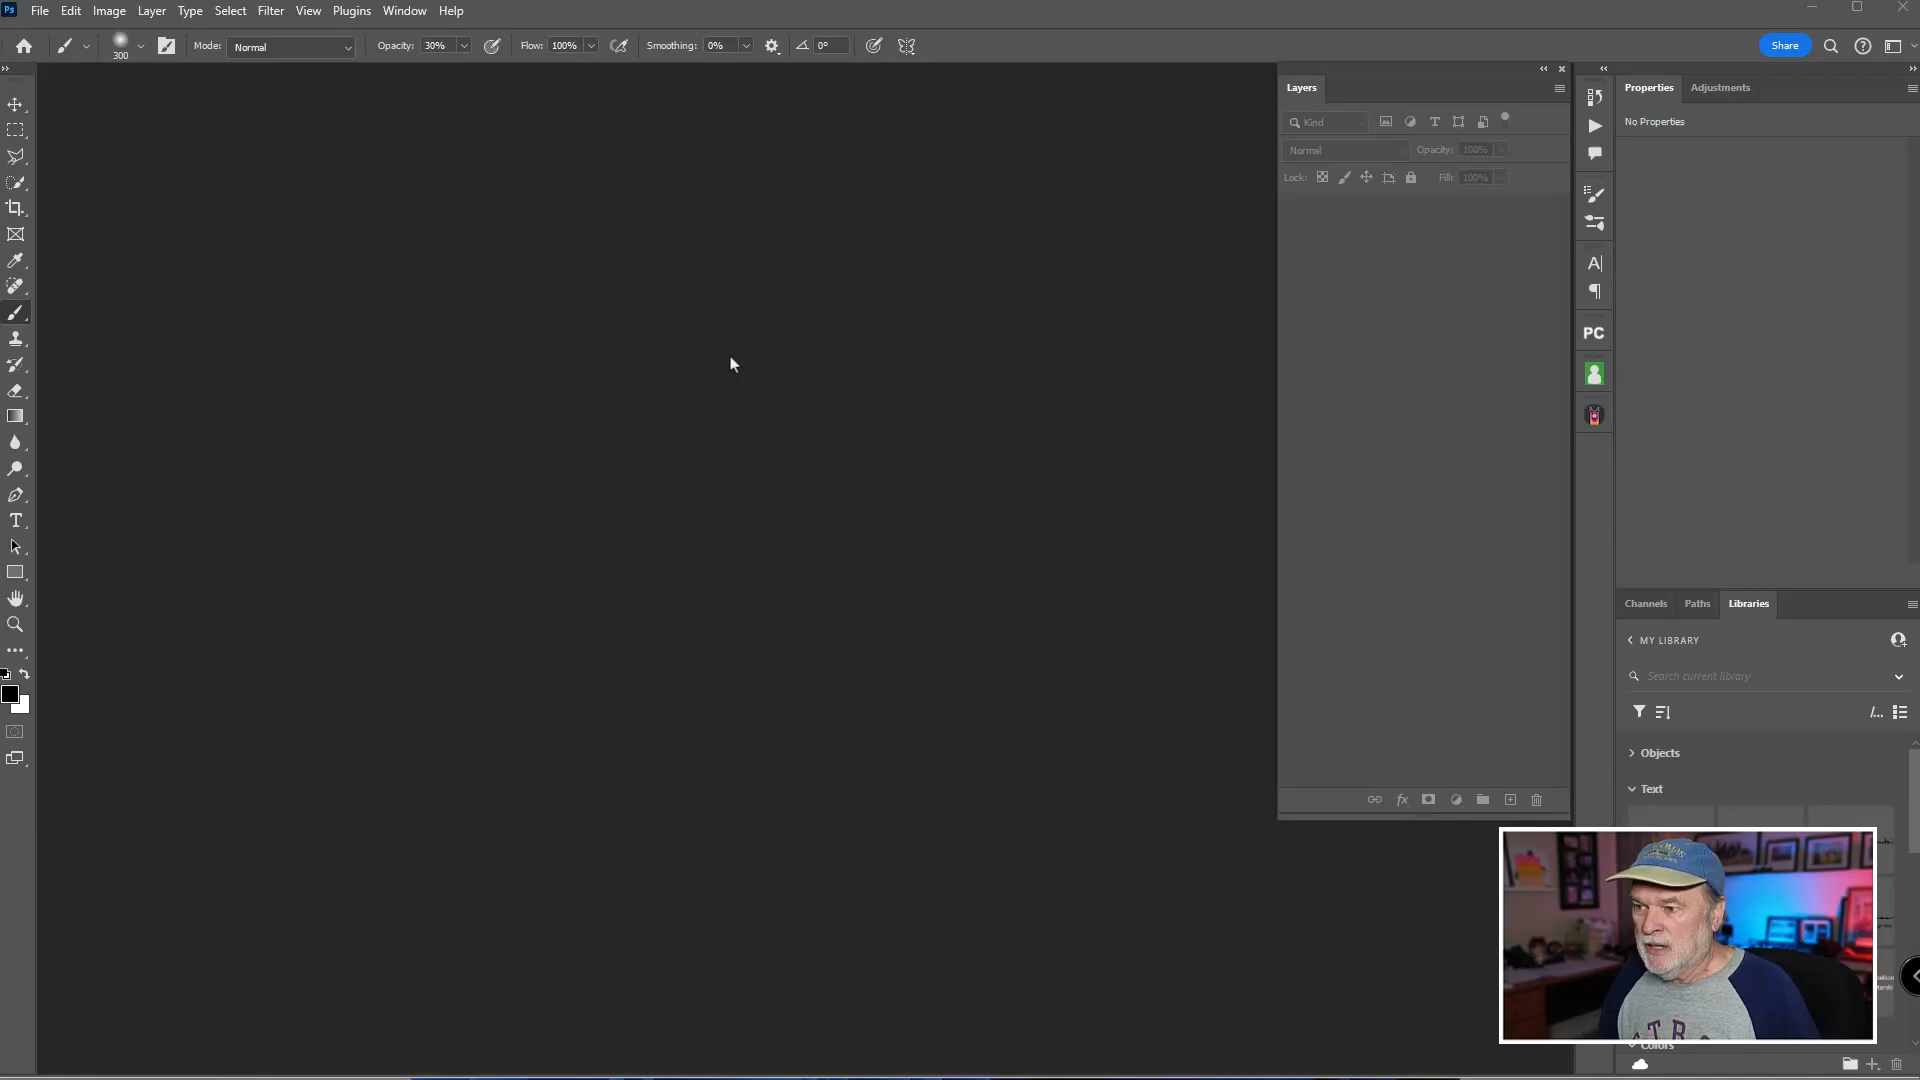 Ps File Edit Image Layer Type Select Filter View Plugins Window Help
300 Mode: Normal Opacity: 30% Flow: 100% Smoothing: 0% 0° Share
Layers
Kind
Normal Opacity: 100%
Lock: Fill: 100%
A|
PC
Properties Adjustments
No Properties
Channels Paths Libraries
MY LIBRARY
Search current library
/...
Objects
Text
Colors